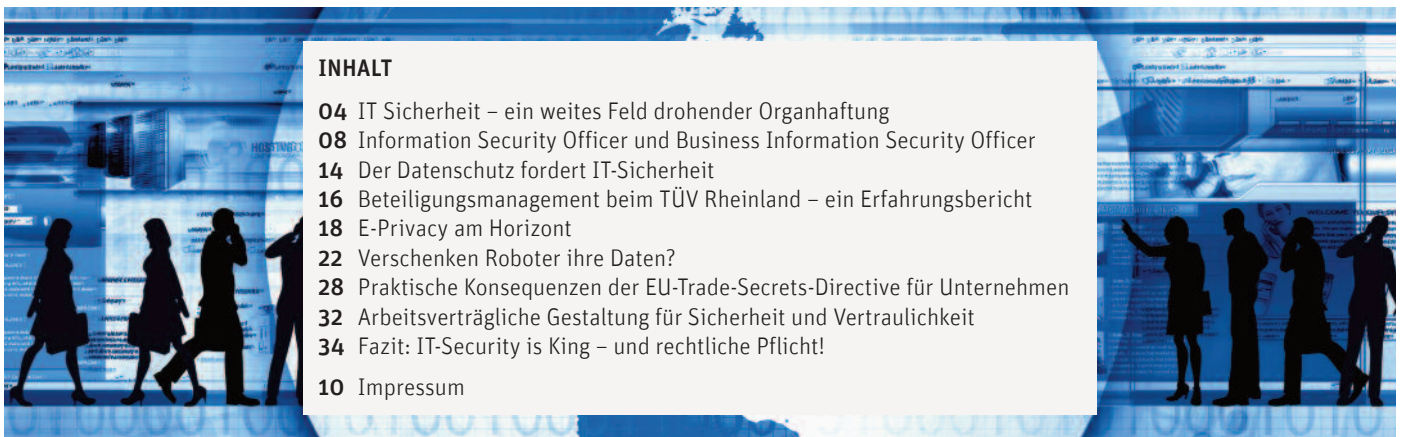 INHALT
04 IT Sicherheit – ein weites Feld drohender Organhaftung
08 Information Security Officer und Business Information Security Officer
14 Der Datenschutz fordert IT-Sicherheit
16 Beteiligungsmanagement beim TÜV Rheinland – ein Erfahrungsbericht
18 E-Privacy am Horizont
22 Verschenken Roboter ihre Daten?
28 Praktische Konsequenzen der EU-Trade-Secrets-Directive für Unternehmen
32 Arbeitsverträgliche Gestaltung für Sicherheit und Vertraulichkeit
34 Fazit: IT-Security is King – und rechtliche Pflicht!
10 Impressum